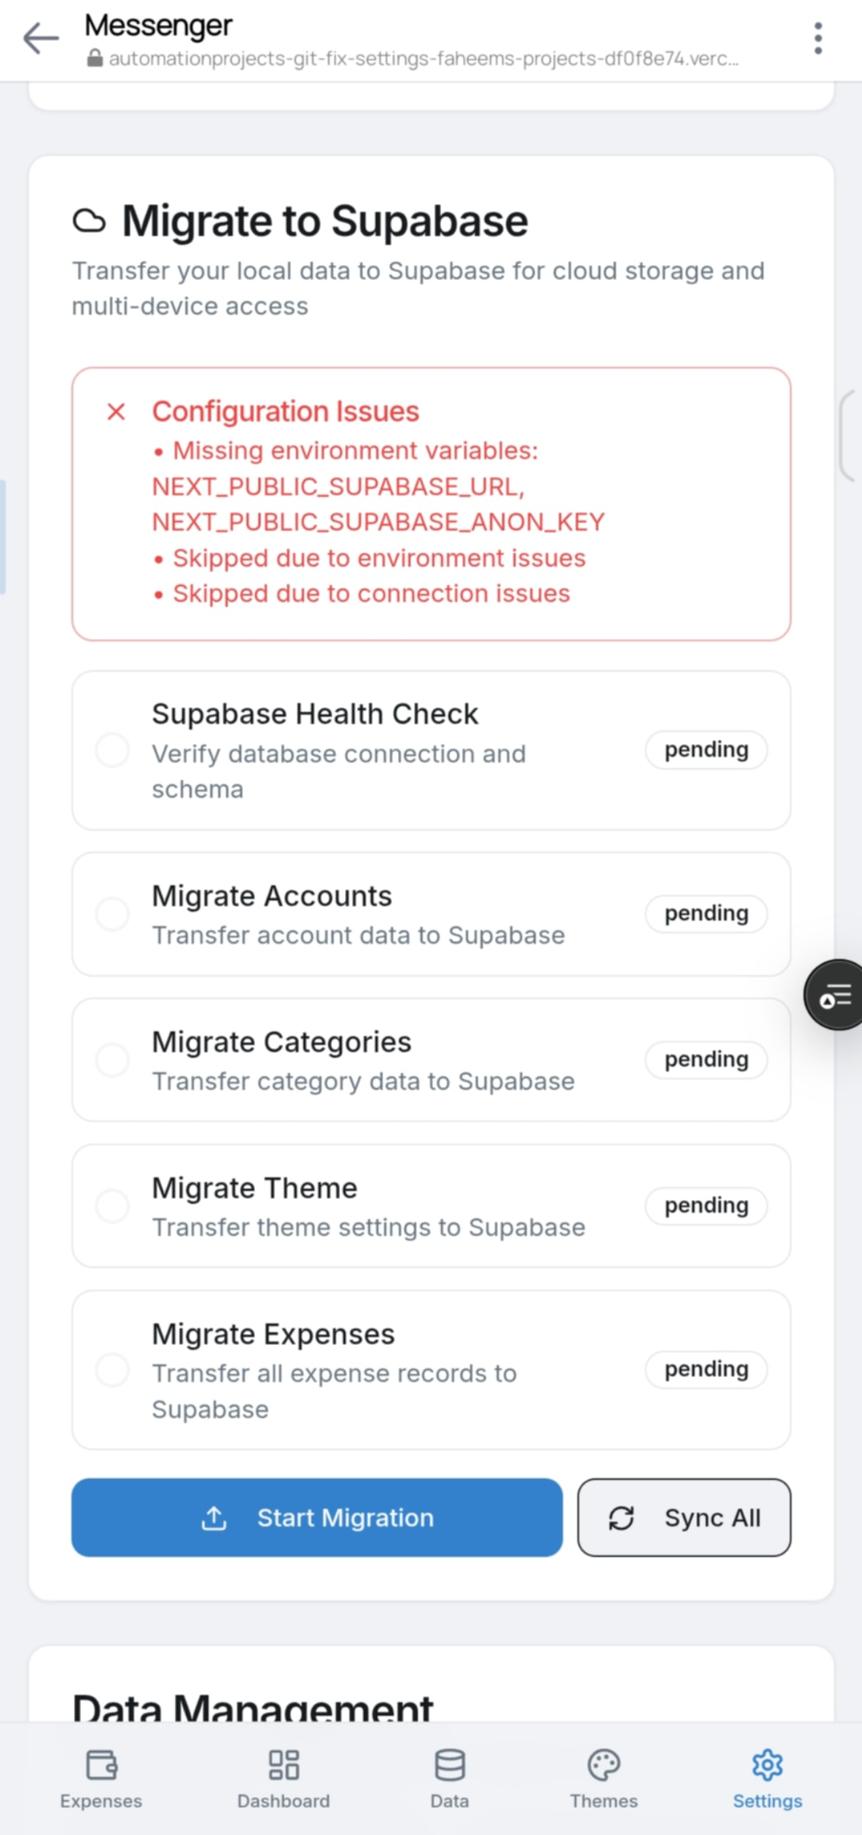 Messenger
automationprojects-git-fix-settings-faheems-projects-df0f8e74.verc...
Migrate to Supabase
Transfer your local data to Supabase for cloud storage and
multi-device access
Configuration Issues
• Missing environment variables:
NEXT_PUBLIC_SUPABASE_URL,
NEXT_PUBLIC_SUPABASE_ANON_KEY
• Skipped due to environment issues
• Skipped due to connection issues
Supabase Health Check
Verify database connection and
schema
pending
Migrate Accounts
Transfer account data to Supabase
pending
Migrate Categories
Transfer category data to Supabase
pending
Migrate Theme
Transfer theme settings to Supabase
pending
Migrate Expenses
Transfer all expense records to
Supabase
pending
Start Migration
Sync All
Data Management
Expenses
Dashboard
Data
Themes
Settings